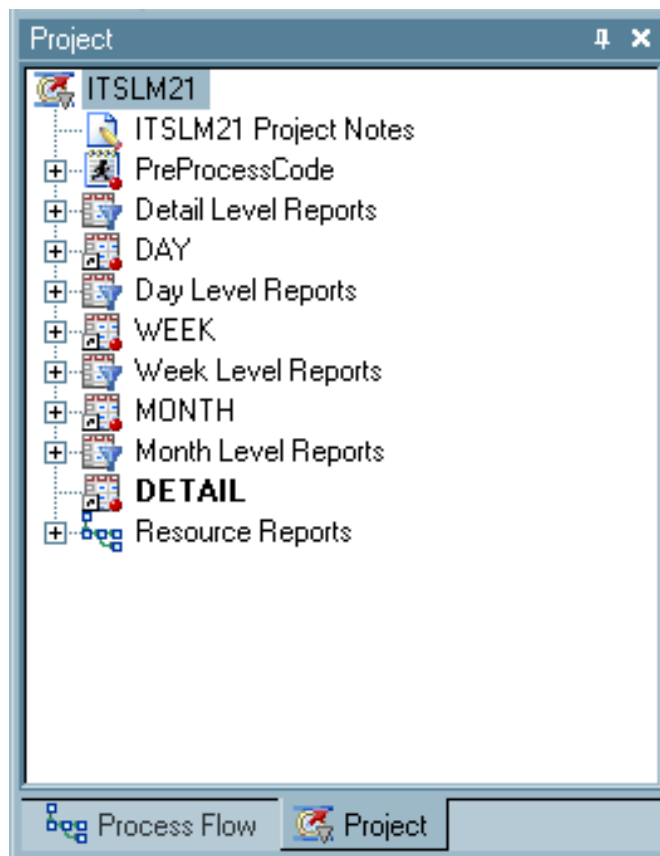 Project
ITSLM21
ITSLM21 Project Notes
PreProcessCode
Detail Level Reports
DAY
Day Level Reports
WEEK
Week Level Reports
MONTH
Month Level Reports
DETAIL
Resource Reports
Process Flow Project